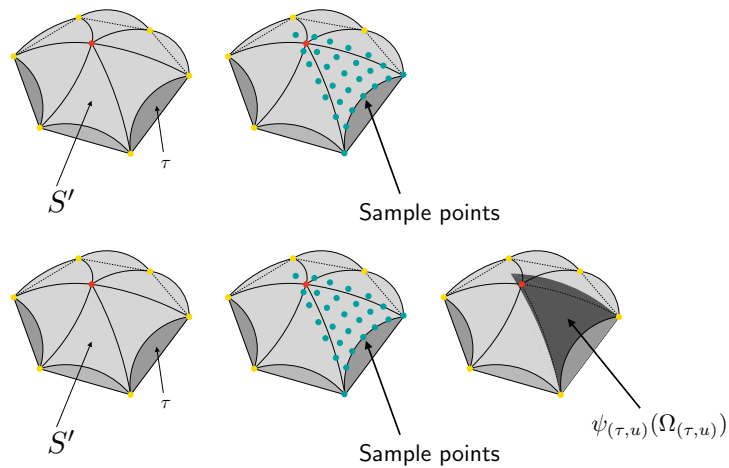 τ
S′
Sample points
τ
S′
Sample points
ψ(τ,u)(Ω(τ,u))